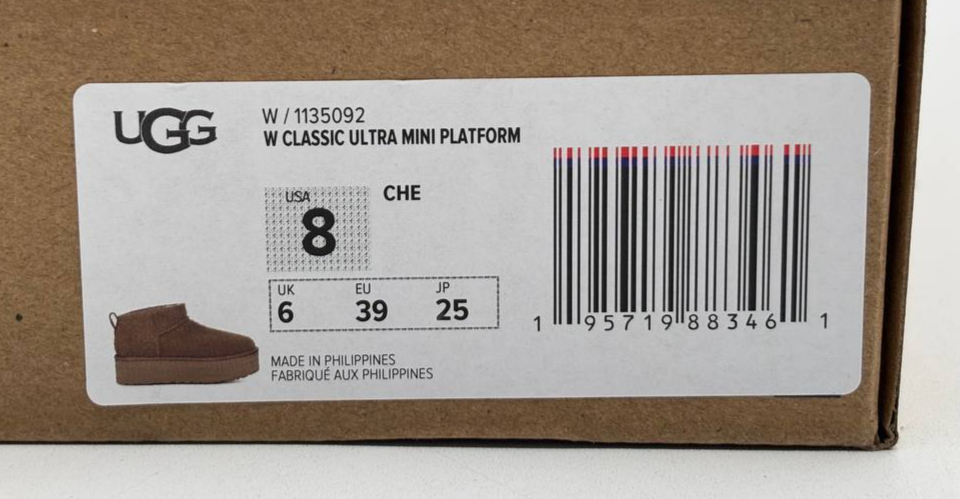 UGG
W / 1135092
W CLASSIC ULTRA MINI PLATFORM
USA
8
CHE
UK EU JP
6 39 25
MADE IN PHILIPPINES
FABRIQUÉ AUX PHILIPPINES
1 95719 88346 1